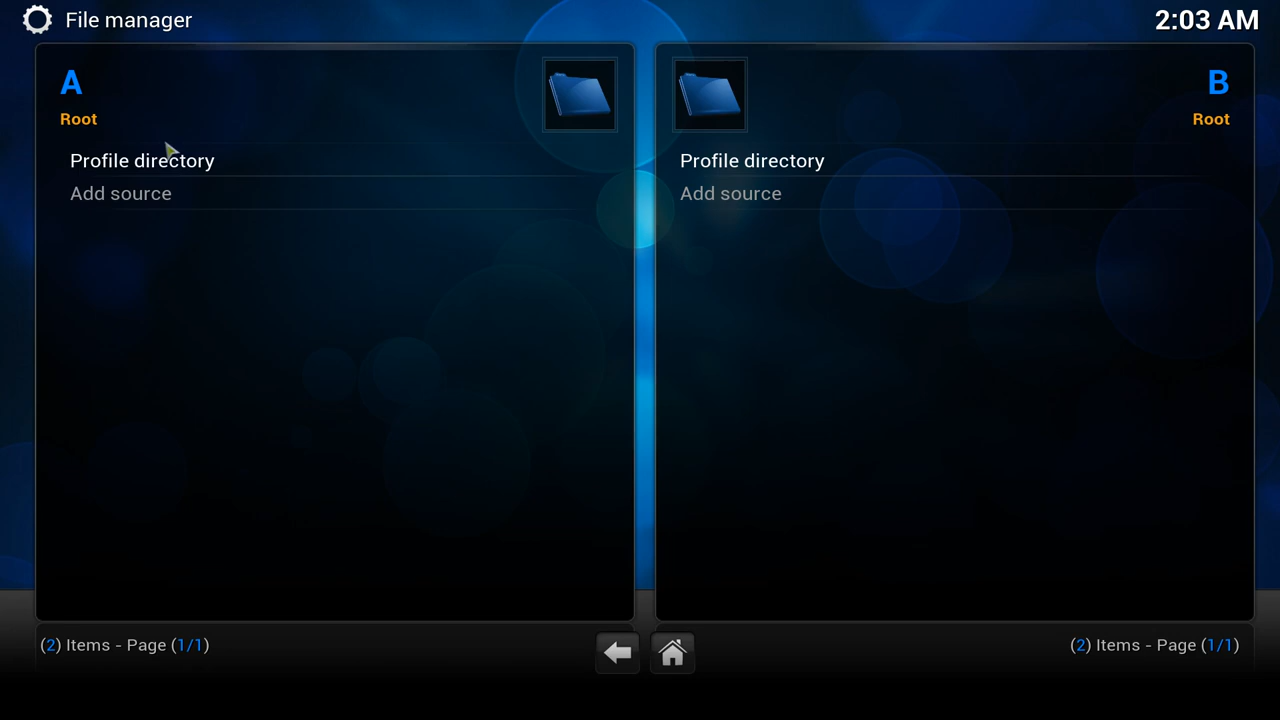 File manager
2:03 AM
A
Root
Profile directory
Add source
(2) Items - Page (1/1)
B
Root
Profile directory
Add source
(2) Items - Page (1/1)